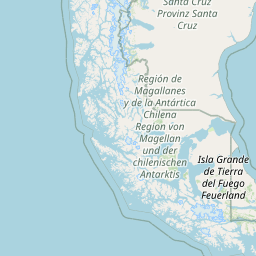 Santa Cruz
Provinz Santa
Cruz
Región de
Magallanes
y de la Antártica
Chilena
Region von
Magellan
und der
chilenischen
Antarktis
Isla Grande
de Tierra
del Fuego
Feuerland